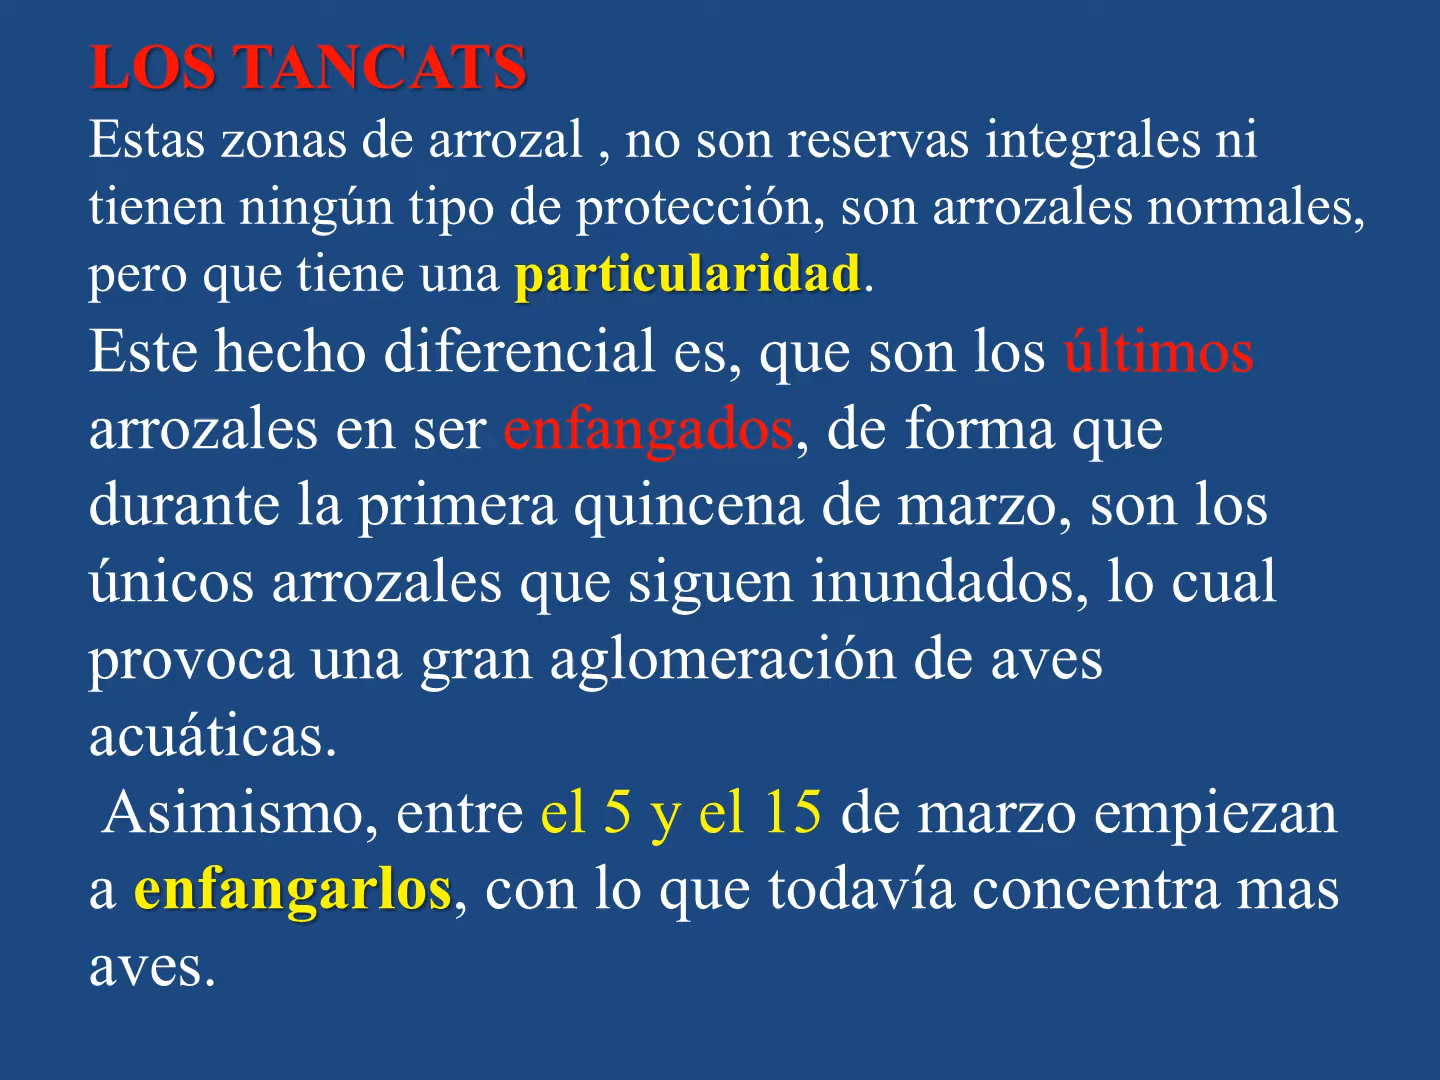 LOS TANCATS
Estas zonas de arrozal , no son reservas integrales ni
tienen ningún tipo de protección, son arrozales normales,
pero que tiene una particularidad.
Este hecho diferencial es, que son los últimos
arrozales en ser enfangados, de forma que
durante la primera quincena de marzo, son los
únicos arrozales que siguen inundados, lo cual
provoca una gran aglomeración de aves
acuáticas.
Asimismo, entre el 5 y el 15 de marzo empiezan
a enfangarlos, con lo que todavía concentra mas
aves.